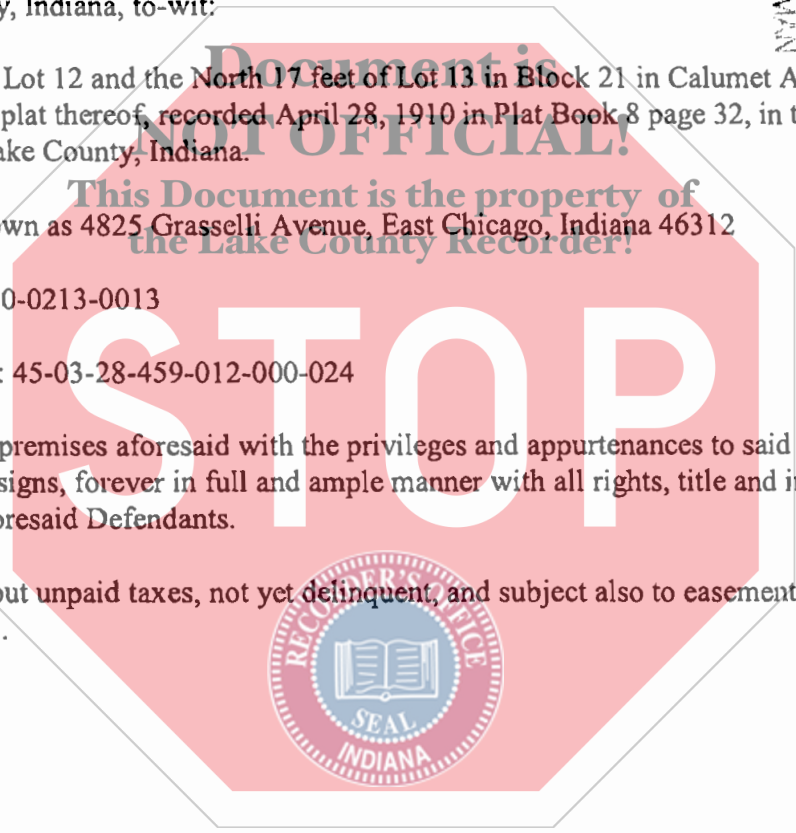 y, Indiana, to-wit:
Document is
Lot 12 and the North 17 feet of Lot 13 in Block 21 in Calumet A
plat thereof, recorded April 28, 1910 in Plat Book 8 page 32, in t
NOT OFFICIAL!
ake County, Indiana.
This Document is the property of
wn as 4825 Grasselli Avenue, East Chicago, Indiana 46312
the Lake County Recorder!
0-0213-0013
STOP
: 45-03-28-459-012-000-024
premises aforesaid with the privileges and appurtenances to said
signs, forever in full and ample manner with all rights, title and i
oresaid Defendants.
out unpaid taxes, not yet delinquent, and subject also to easement
.
RECORDER'S OFFICE
SEAL
INDIANA